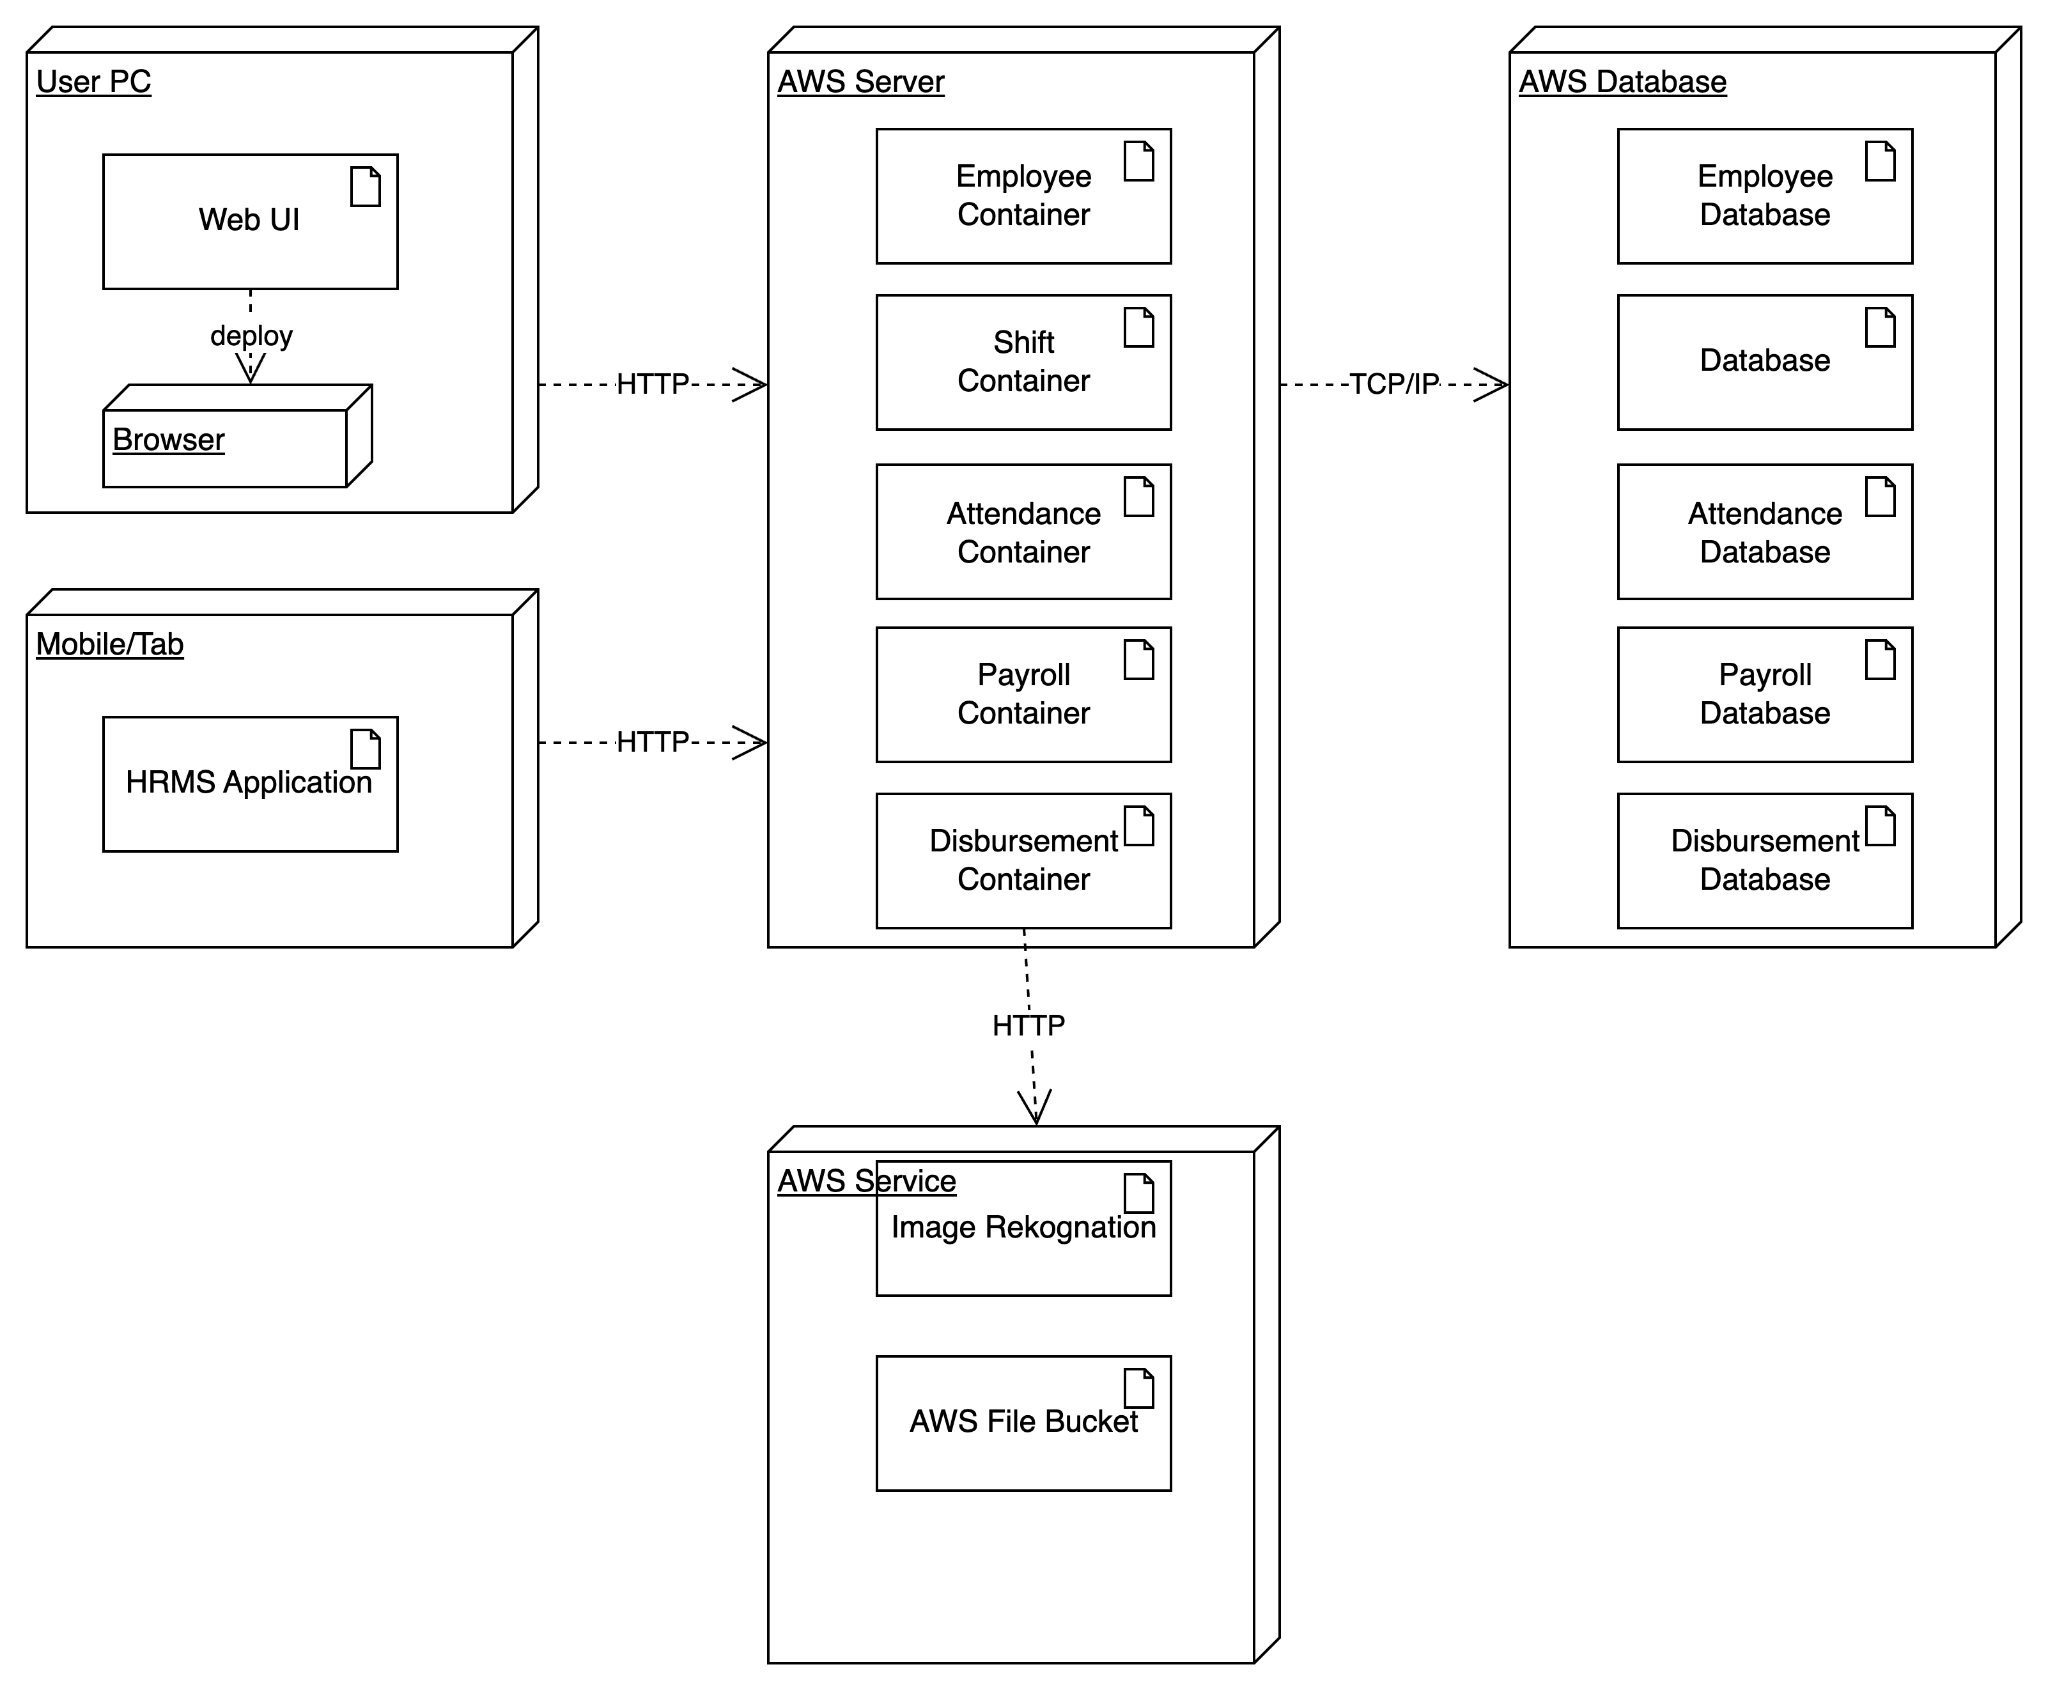 User PC
Web UI
deploy
Browser
HTTP
Mobile/Tab
HRMS Application
HTTP
AWS Server
Employee
Container
Shift
Container
Attendance
Container
Payroll
Container
Disbursement
Container
TCP/IP
AWS Database
Employee
Database
Database
Attendance
Database
Payroll
Database
Disbursement
Database
HTTP
AWS Service
Image Rekognation
AWS File Bucket